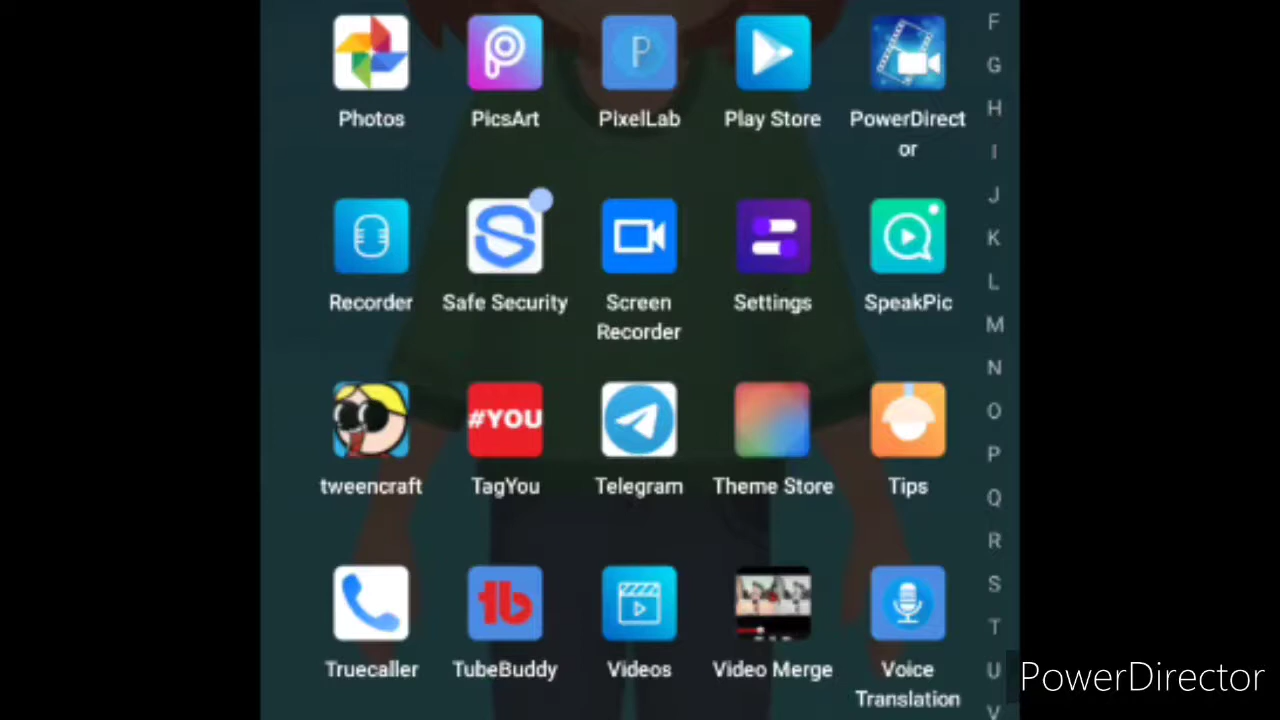 Photos PicsArt PixelLab Play Store PowerDirect
or
P
Recorder Safe Security Screen Settings SpeakPic
Recorder
#YOU
tweencraft TagYou Telegram Theme Store Tips
tb
Truecaller TubeBuddy Videos Video Merge Voice
Translation
F
G
H
I
J
K
L
M
N
O
P
Q
R
S
T
U
V
PowerDirector